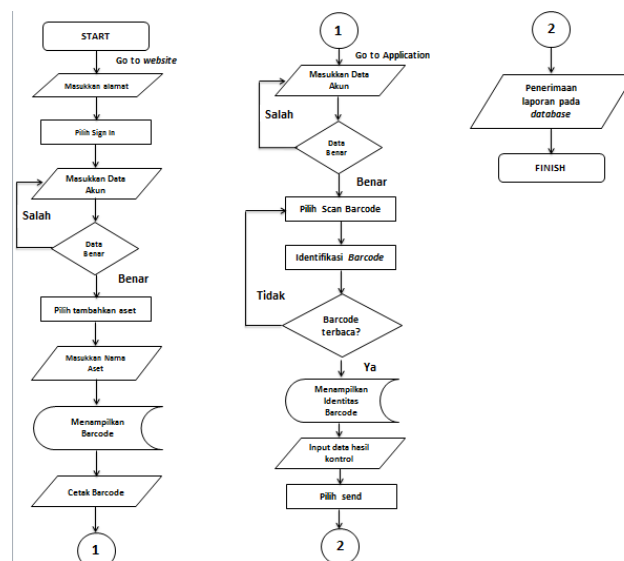 START
Go to website
Masukkan alamat
Pilih Sign In
Masukkan Data
Akun
Salah
Data
Benar
Benar
Pilih tambahkan aset
Masukkan Nama
Aset
Menampilkan
Barcode
Cetak Barcode
1
1
Go to Application
Masukkan Data
Akun
Salah
Data
Benar
Benar
Pilih Scan Barcode
Identifikasi Barcode
Tidak
Barcode
terbaca?
Ya
Menampilkan
Identitas
Barcode
Input data hasil
kontrol
Pilih send
2
2
Penerimaan
laporan pada
database
FINISH